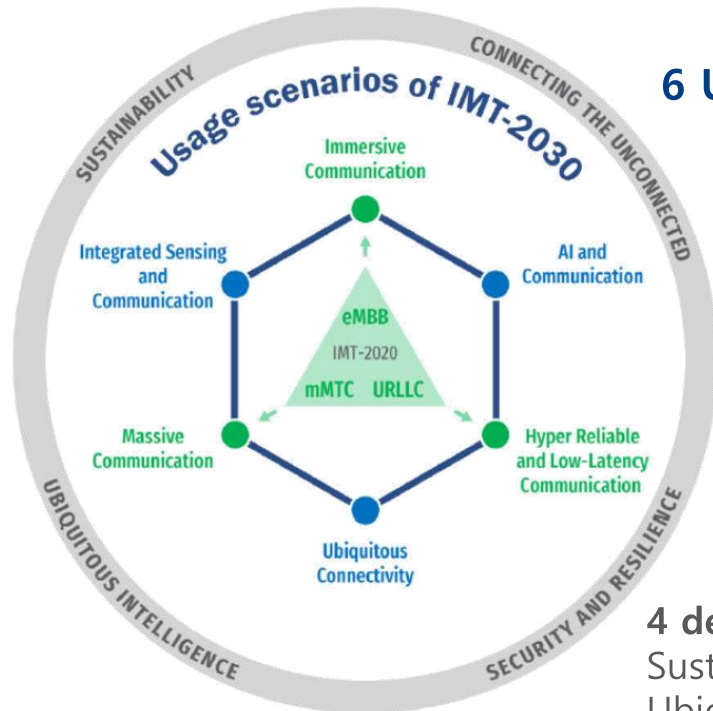 SUSTAINABILITY
CONNECTING THE UNCONNECTED
6 U
Usage scenarios of IMT-2030
Immersive
Communication
Integrated Sensing
and
Communication
AI and
Communication
eMBB
IMT-2020
mMTC URLLC
Massive
Communication
Hyper Reliable
and Low-Latency
Communication
Ubiquitous
Connectivity
UBIQUITOUS INTELLIGENCE
SECURITY AND RESILIENCE
4 de
Sust